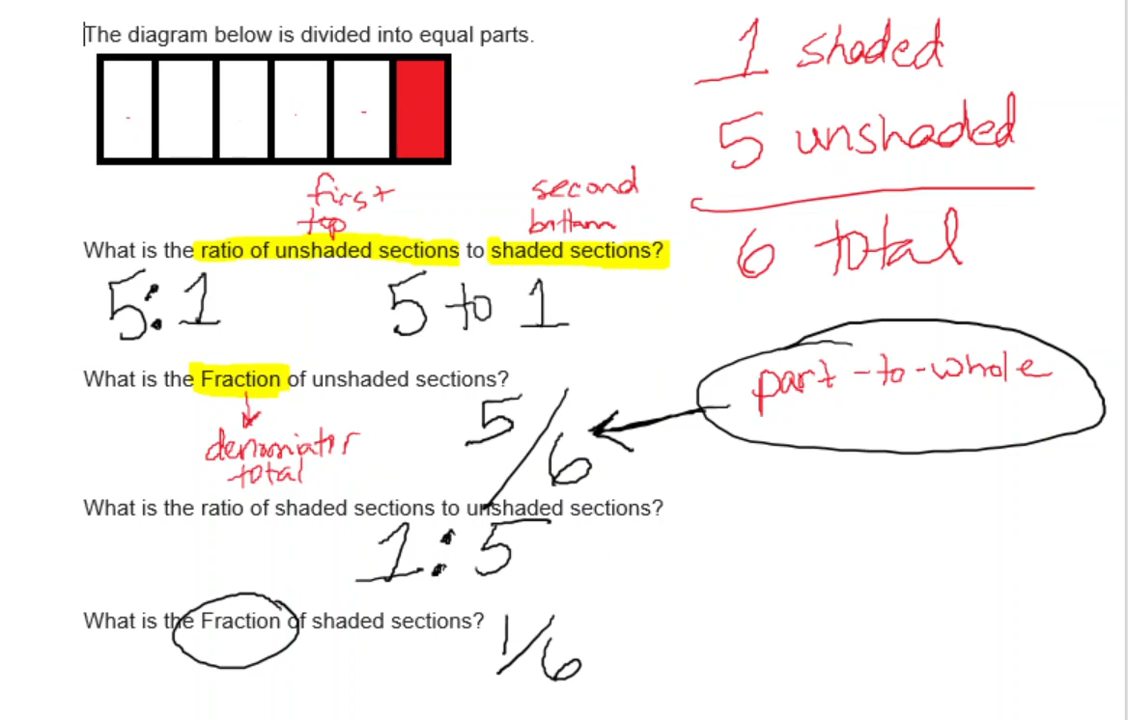 The diagram below is divided into equal parts.
1 shaded
5 unshaded
6 total
first
top
second
bottom
What is the ratio of unshaded sections to shaded sections?
5:1
5 to 1
What is the Fraction of unshaded sections?
denominator
total
5/6
part-to-whole
What is the ratio of shaded sections to unshaded sections?
1:5
What is the Fraction of shaded sections?
1/6